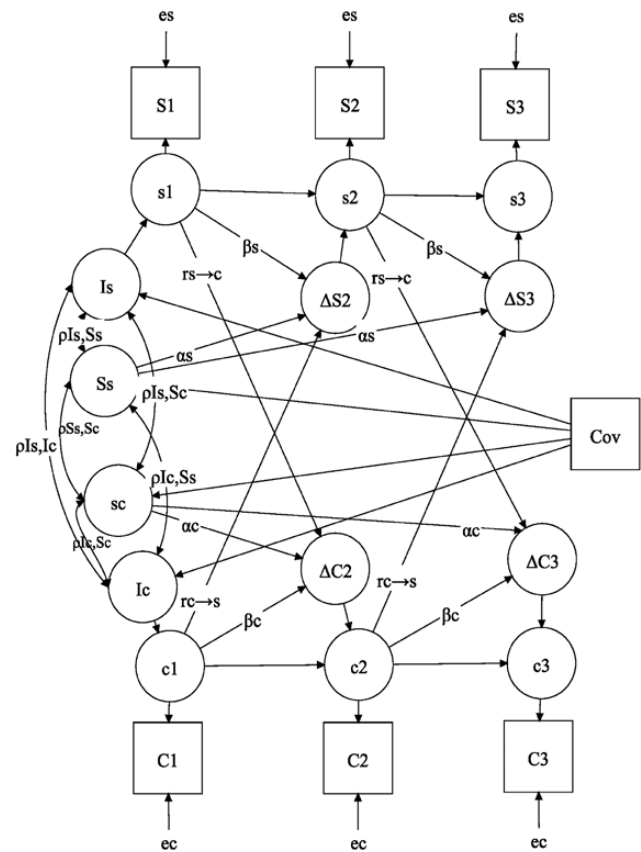 es es es
S1 S2 S3
s1 s2 s3
βs βs
Is rs→c rs→c
ΔS2 ΔS3
ρIs,Ss αs αs
Ss
ρIs,Sc
ρSs,Sc
ρIs,Ic Cov
ρIc,Ss
sc
αc αc
ρIc,Sc
ΔC2 ΔC3
Ic rc→s rc→s
βc βc
c1 c2 c3
C1 C2 C3
ec ec ec